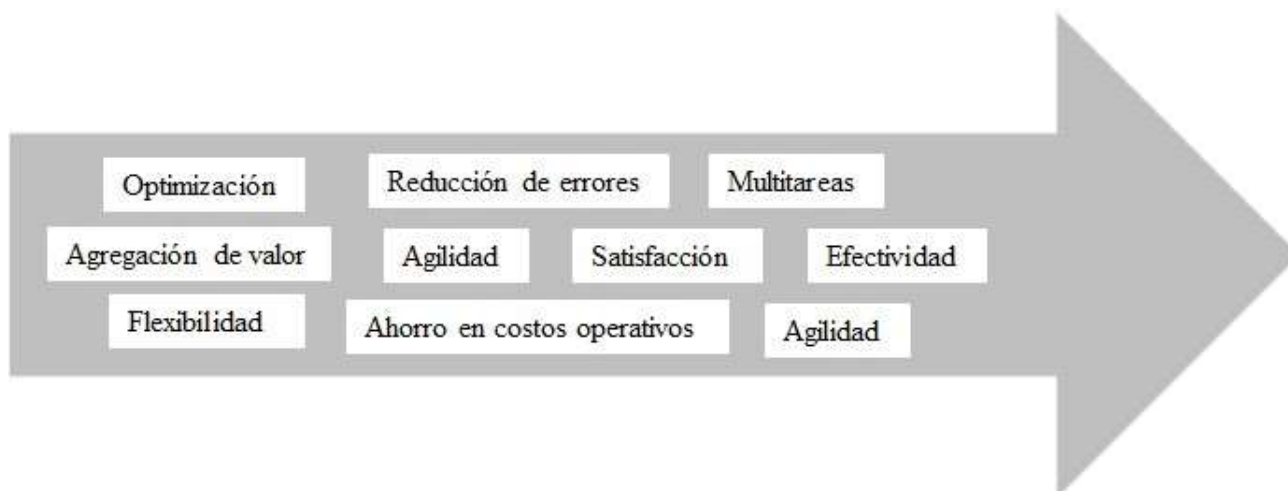 Optimización
Reducción de errores
Multitareas
Agregación de valor
Agilidad
Satisfacción
Efectividad
Flexibilidad
Ahorro en costos operativos
Agilidad